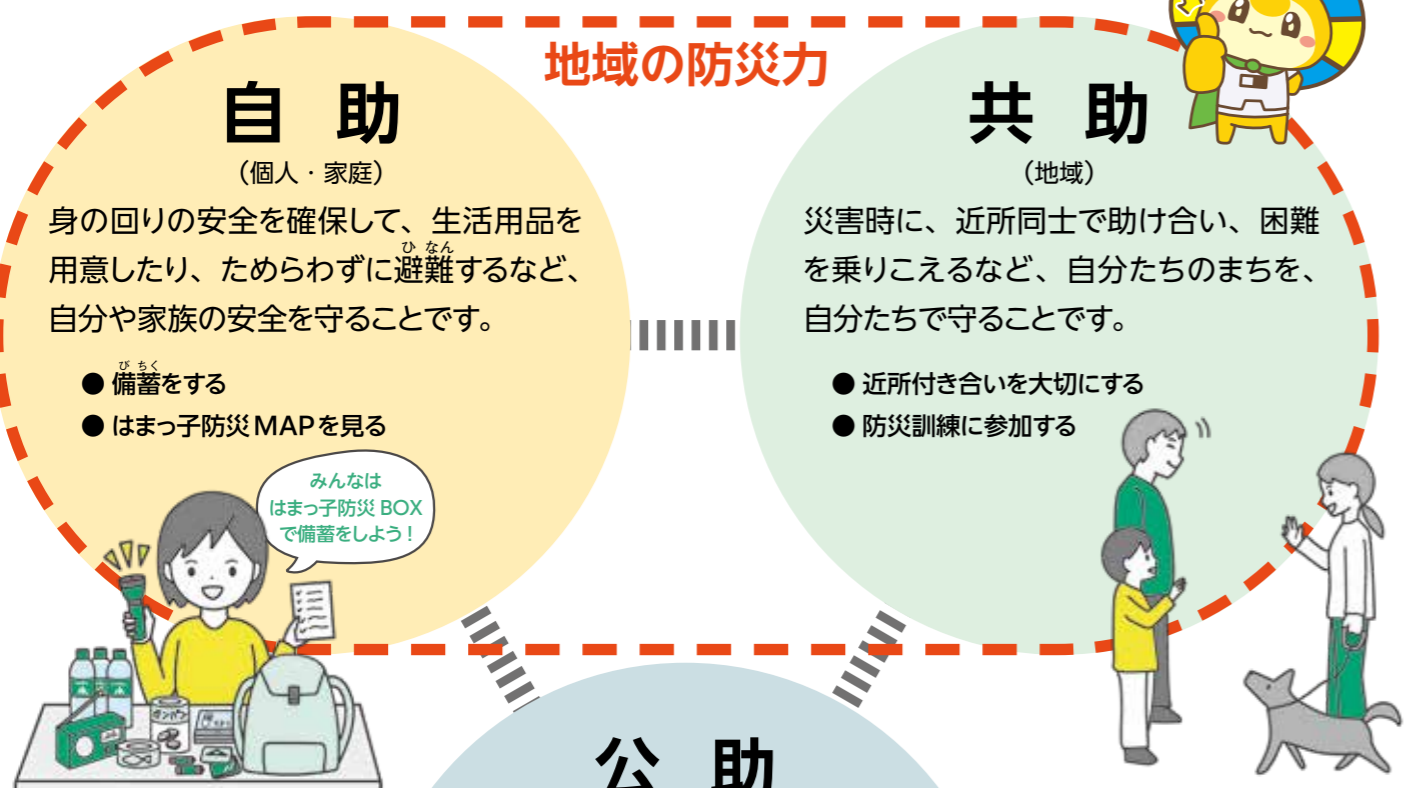 地域の防災力
自助
（個人・家庭）
身の回りの安全を確保して、生活用品を
用意したり、ためらわずに避難するなど、
自分や家族の安全を守ることです。
● 備蓄をする
● はまっ子防災MAPを見る
みんなは
はまっ子防災 BOX
で備蓄をしよう！
カンパン
共助
（地域）
災害時に、近所同士で助け合い、困難
を乗りこえるなど、自分たちのまちを、
自分たちで守ることです。
● 近所付き合いを大切にする
● 防災訓練に参加する
公助